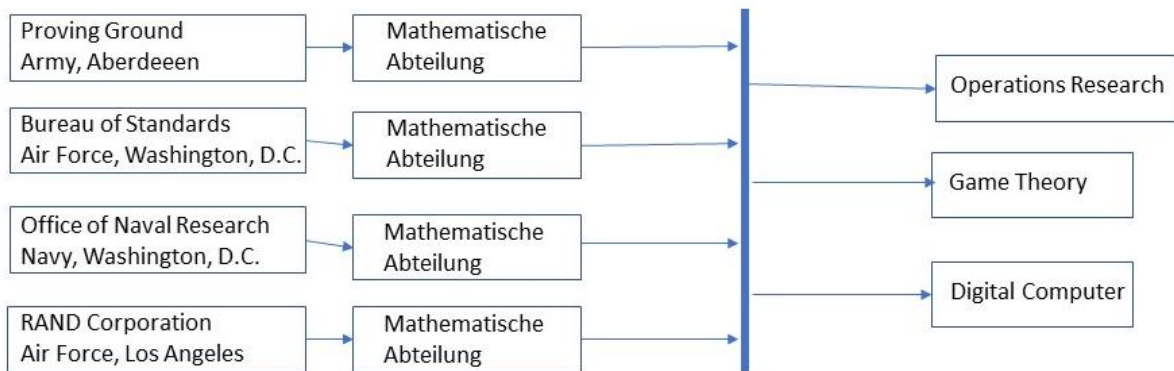 Proving Ground
Army, Aberdeeen
Mathematische
Abteilung
Bureau of Standards
Air Force, Washington, D.C.
Mathematische
Abteilung
Office of Naval Research
Navy, Washington, D.C.
Mathematische
Abteilung
RAND Corporation
Air Force, Los Angeles
Mathematische
Abteilung
Operations Research
Game Theory
Digital Computer